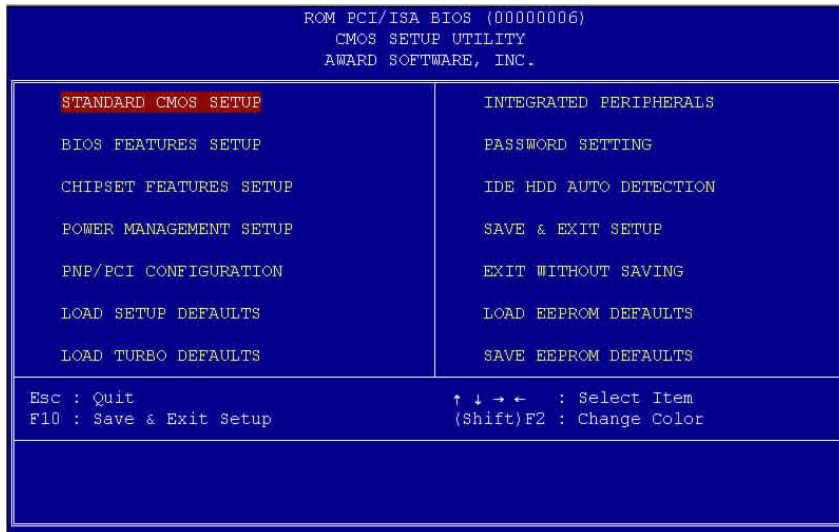 ROM PCI/ISA BIOS (00000006)
CMOS SETUP UTILITY
AWARD SOFTWARE, INC.
STANDARD CMOS SETUP
BIOS FEATURES SETUP
CHIPSET FEATURES SETUP
POWER MANAGEMENT SETUP
PNP/PCI CONFIGURATION
LOAD SETUP DEFAULTS
LOAD TURBO DEFAULTS
INTEGRATED PERIPHERALS
PASSWORD SETTING
IDE HDD AUTO DETECTION
SAVE & EXIT SETUP
EXIT WITHOUT SAVING
LOAD EEPROM DEFAULTS
SAVE EEPROM DEFAULTS
Esc : Quit
F10 : Save & Exit Setup
↑ ↓ → ← : Select Item
(Shift)F2 : Change Color